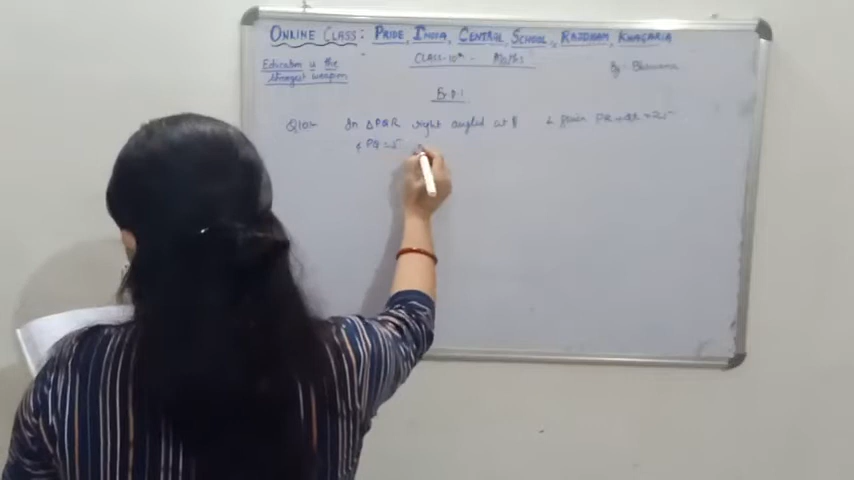 ONLINE CLASS: PRIDE INDIA CENTRAL SCHOOL, RAJDHAM, KHAGARIA
Education is the strongest weapon
CLASS-10th - Maths
By:- Bhawana
Ex 8.1
Q10:- In ΔPQR right angled at & given PR+QR=25
& PQ=5